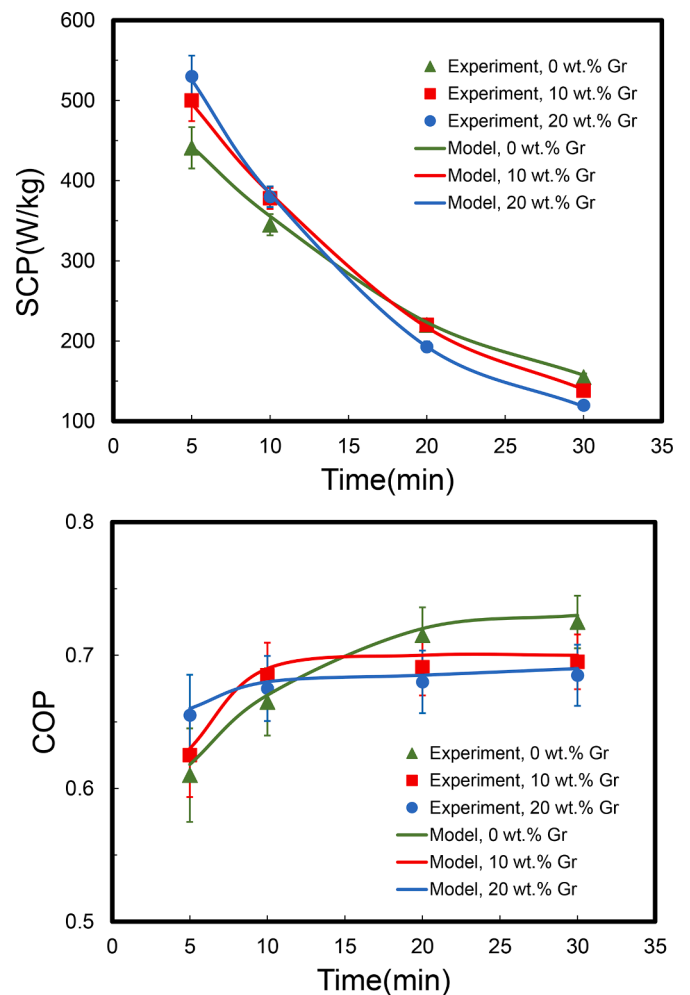 600
500
400
300
200
100
SCP(W/kg)
Experiment, 0 wt.% Gr
Experiment, 10 wt.% Gr
Experiment, 20 wt.% Gr
Model, 0 wt.% Gr
Model, 10 wt.% Gr
Model, 20 wt.% Gr
0 5 10 15 20 25 30 35
Time(min)
0.8
0.7
0.6
0.5
COP
Experiment, 0 wt.% Gr
Experiment, 10 wt.% Gr
Experiment, 20 wt.% Gr
Model, 0 wt.% Gr
Model, 10 wt.% Gr
Model, 20 wt.% Gr
0 5 10 15 20 25 30 35
Time(min)